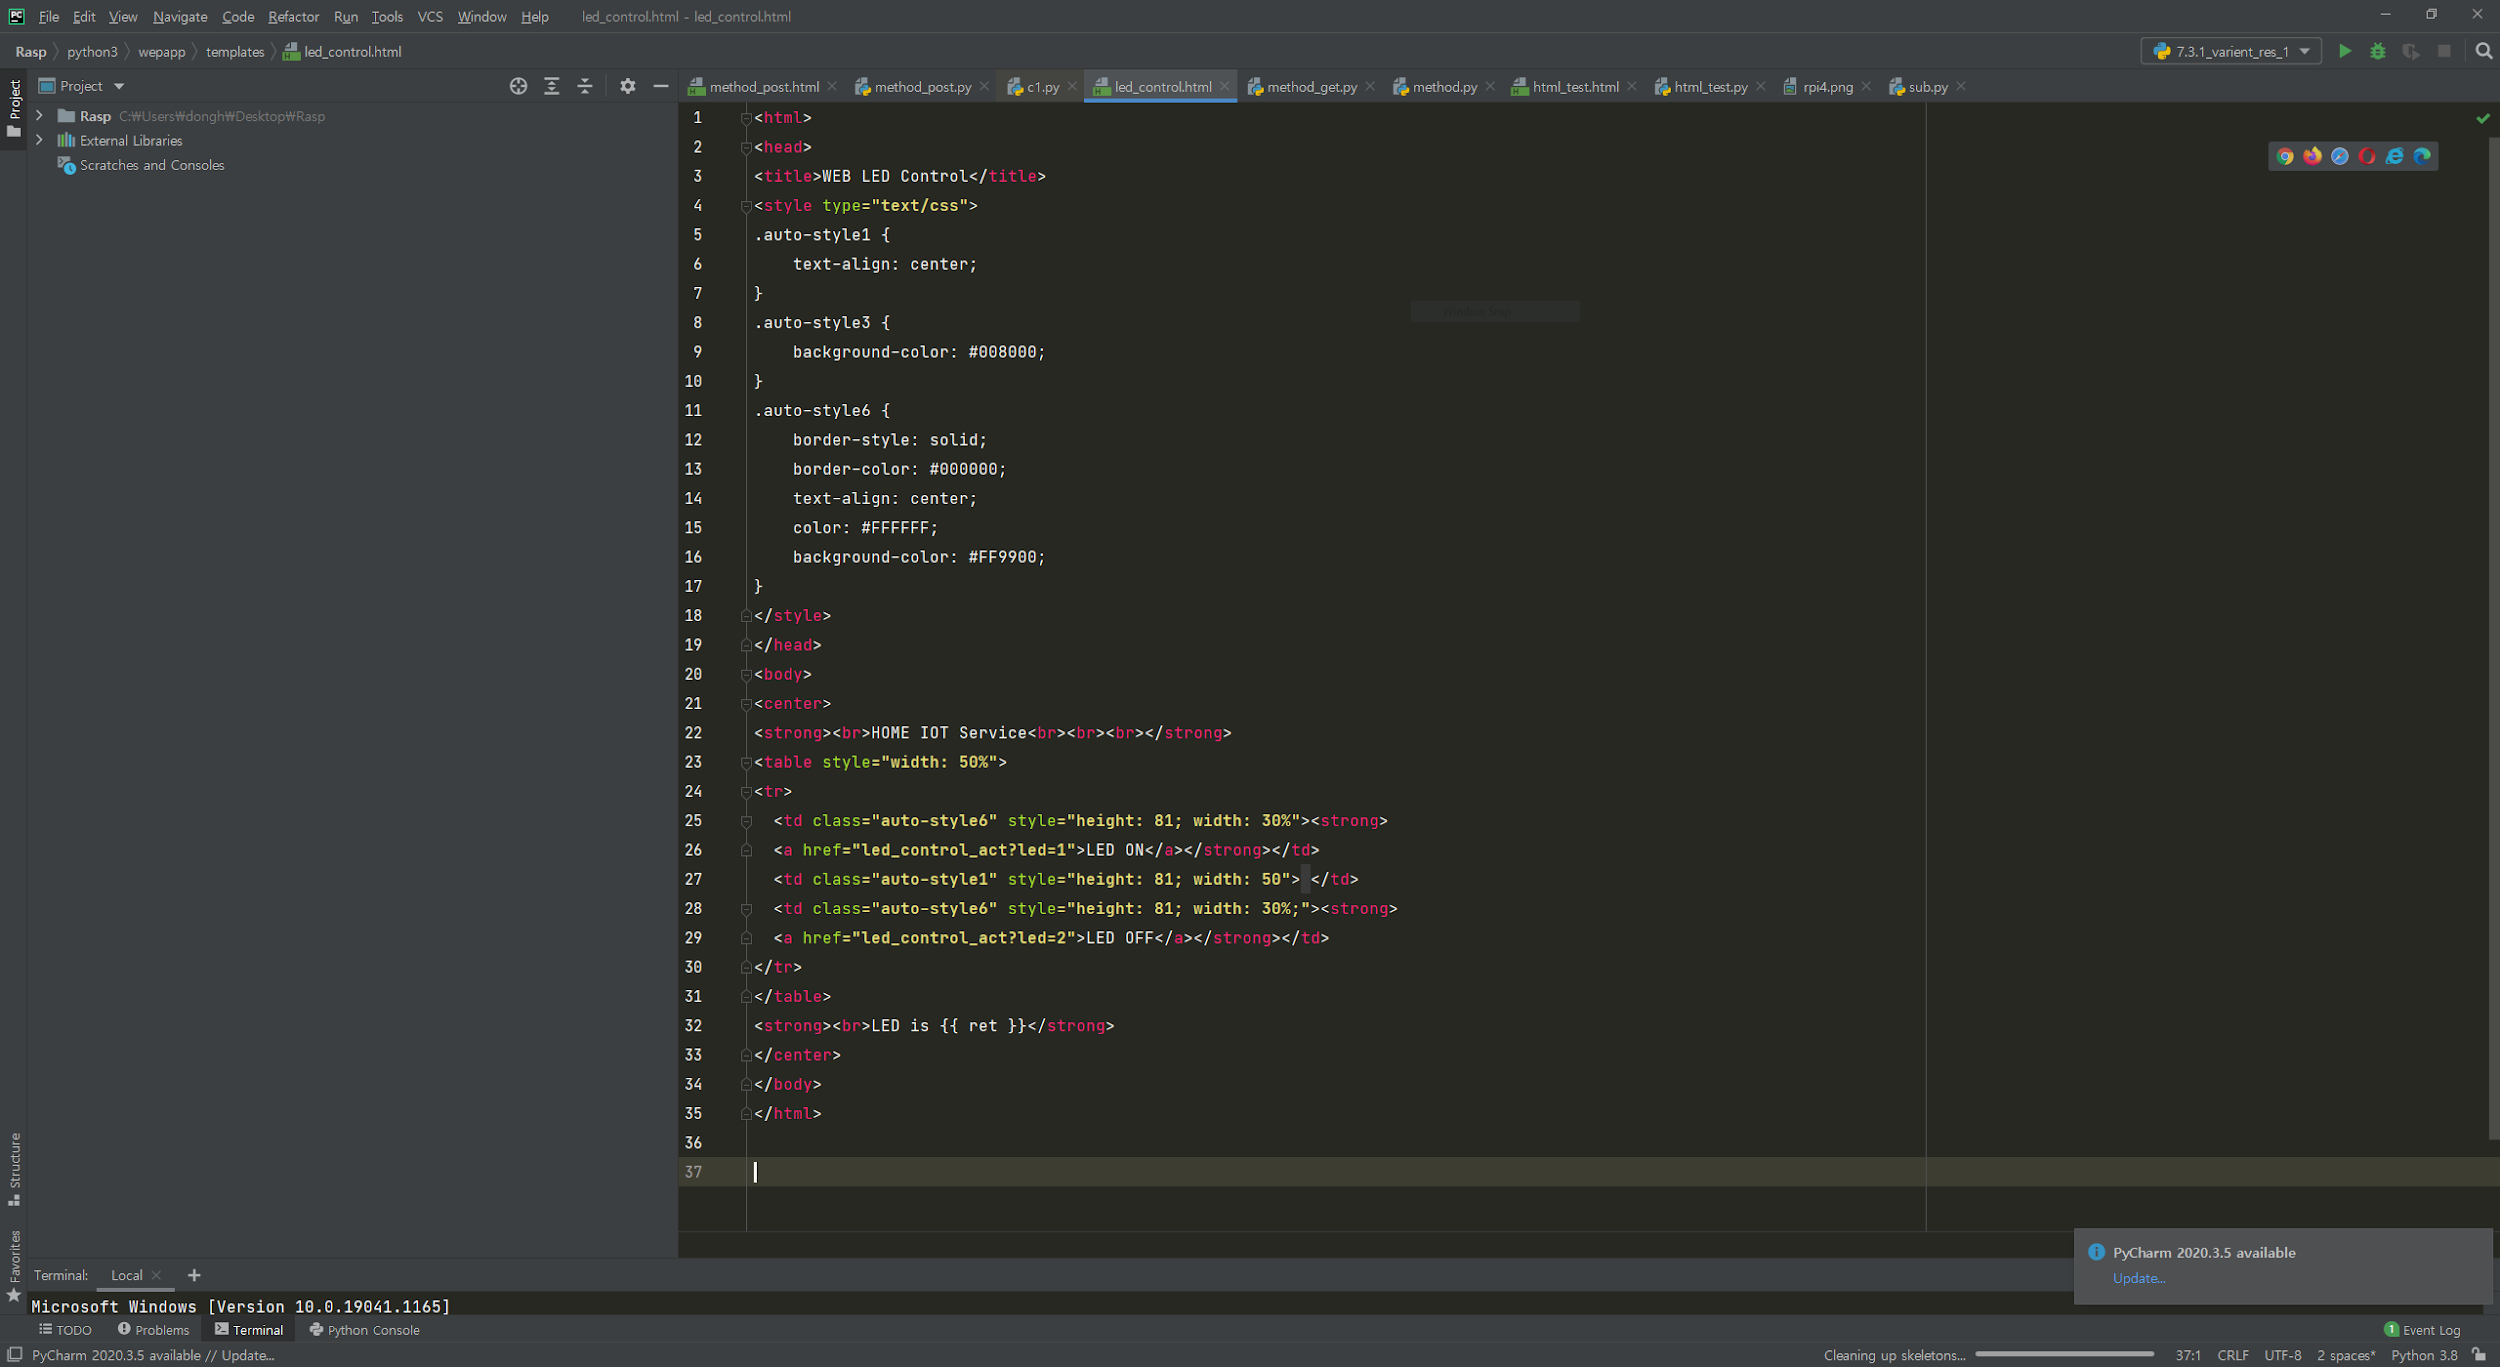 File Edit View Navigate Code Refactor Run Tools VCS Window Help led_control.html - led_control.html
Rasp python3 wepapp templates led_control.html 7.3.1_varient_res_1
Project
Project
method_post.html method_post.py c1.py led_control.html method_get.py method.py html_test.html html_test.py rpi4.png sub.py
Rasp C:₩Users₩dongh₩Desktop₩Rasp
External Libraries
Scratches and Consoles
1 <html>
2 <head>
3 <title>WEB LED Control</title>
4 <style type="text/css">
5 .auto-style1 {
6 text-align: center;
7 }
8 .auto-style3 {
9 background-color: #008000;
10 }
11 .auto-style6 {
12 border-style: solid;
13 border-color: #000000;
14 text-align: center;
15 color: #FFFFFF;
16 background-color: #FF9900;
17 }
18 </style>
19 </head>
20 <body>
21 <center>
22 <strong><br>HOME IOT Service<br><br><br></strong>
23 <table style="width: 50%">
24 <tr>
25 <td class="auto-style6" style="height: 81; width: 30%"><strong>
26 <a href="led_control_act?led=1">LED ON</a></strong></td>
27 <td class="auto-style1" style="height: 81; width: 50"> </td>
28 <td class="auto-style6" style="height: 81; width: 30%;"><strong>
29 <a href="led_control_act?led=2">LED OFF</a></strong></td>
30 </tr>
31 </table>
32 <strong><br>LED is {{ ret }}</strong>
33 </center>
34 </body>
35 </html>
36
37
Structure
Favorites
PyCharm 2020.3.5 available
Update...
Terminal: Local
Microsoft Windows [Version 10.0.19041.1165]
TODO Problems Terminal Python Console 1 Event Log
PyCharm 2020.3.5 available // Update... Cleaning up skeletons... 37:1 CRLF UTF-8 2 spaces* Python 3.8